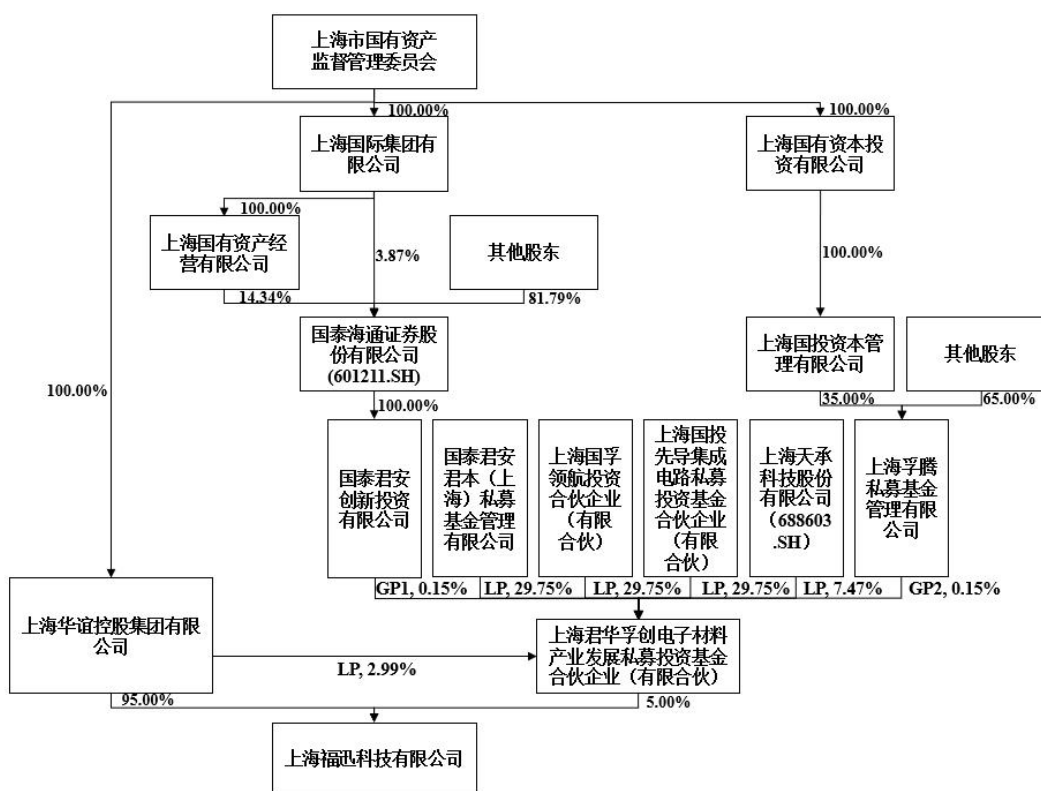 上海市国有资产
监督管理委员会
100.00%
100.00%
上海国际集团有
限公司
上海国有资本投
资有限公司
100.00%
上海国有资产经
营有限公司
3.87%
其他股东
100.00%
14.34%
81.79%
国泰海通证券股
份有限公司
(601211.SH)
上海国投资本管
理有限公司
其他股东
100.00%
100.00%
35.00%
65.00%
国泰君安
创新投资
有限公司
国泰君安
君本（上
海）私募
基金管理
有限公司
上海国孚
领航投资
合伙企业
（有限
合伙）
上海国投
先导集成
电路私募
投资基金
合伙企业
（有限
合伙）
上海天承
科技股份
有限公司
（688603
.SH）
上海孚腾
私募基金
管理有限
公司
GP1, 0.15%
LP, 29.75%
LP, 29.75%
LP, 29.75%
LP, 7.47%
GP2, 0.15%
上海华谊控股集团有限
公司
LP, 2.99%
上海君华孚创电子材料
产业发展私募投资基金
合伙企业（有限合伙）
95.00%
5.00%
上海福迅科技有限公司